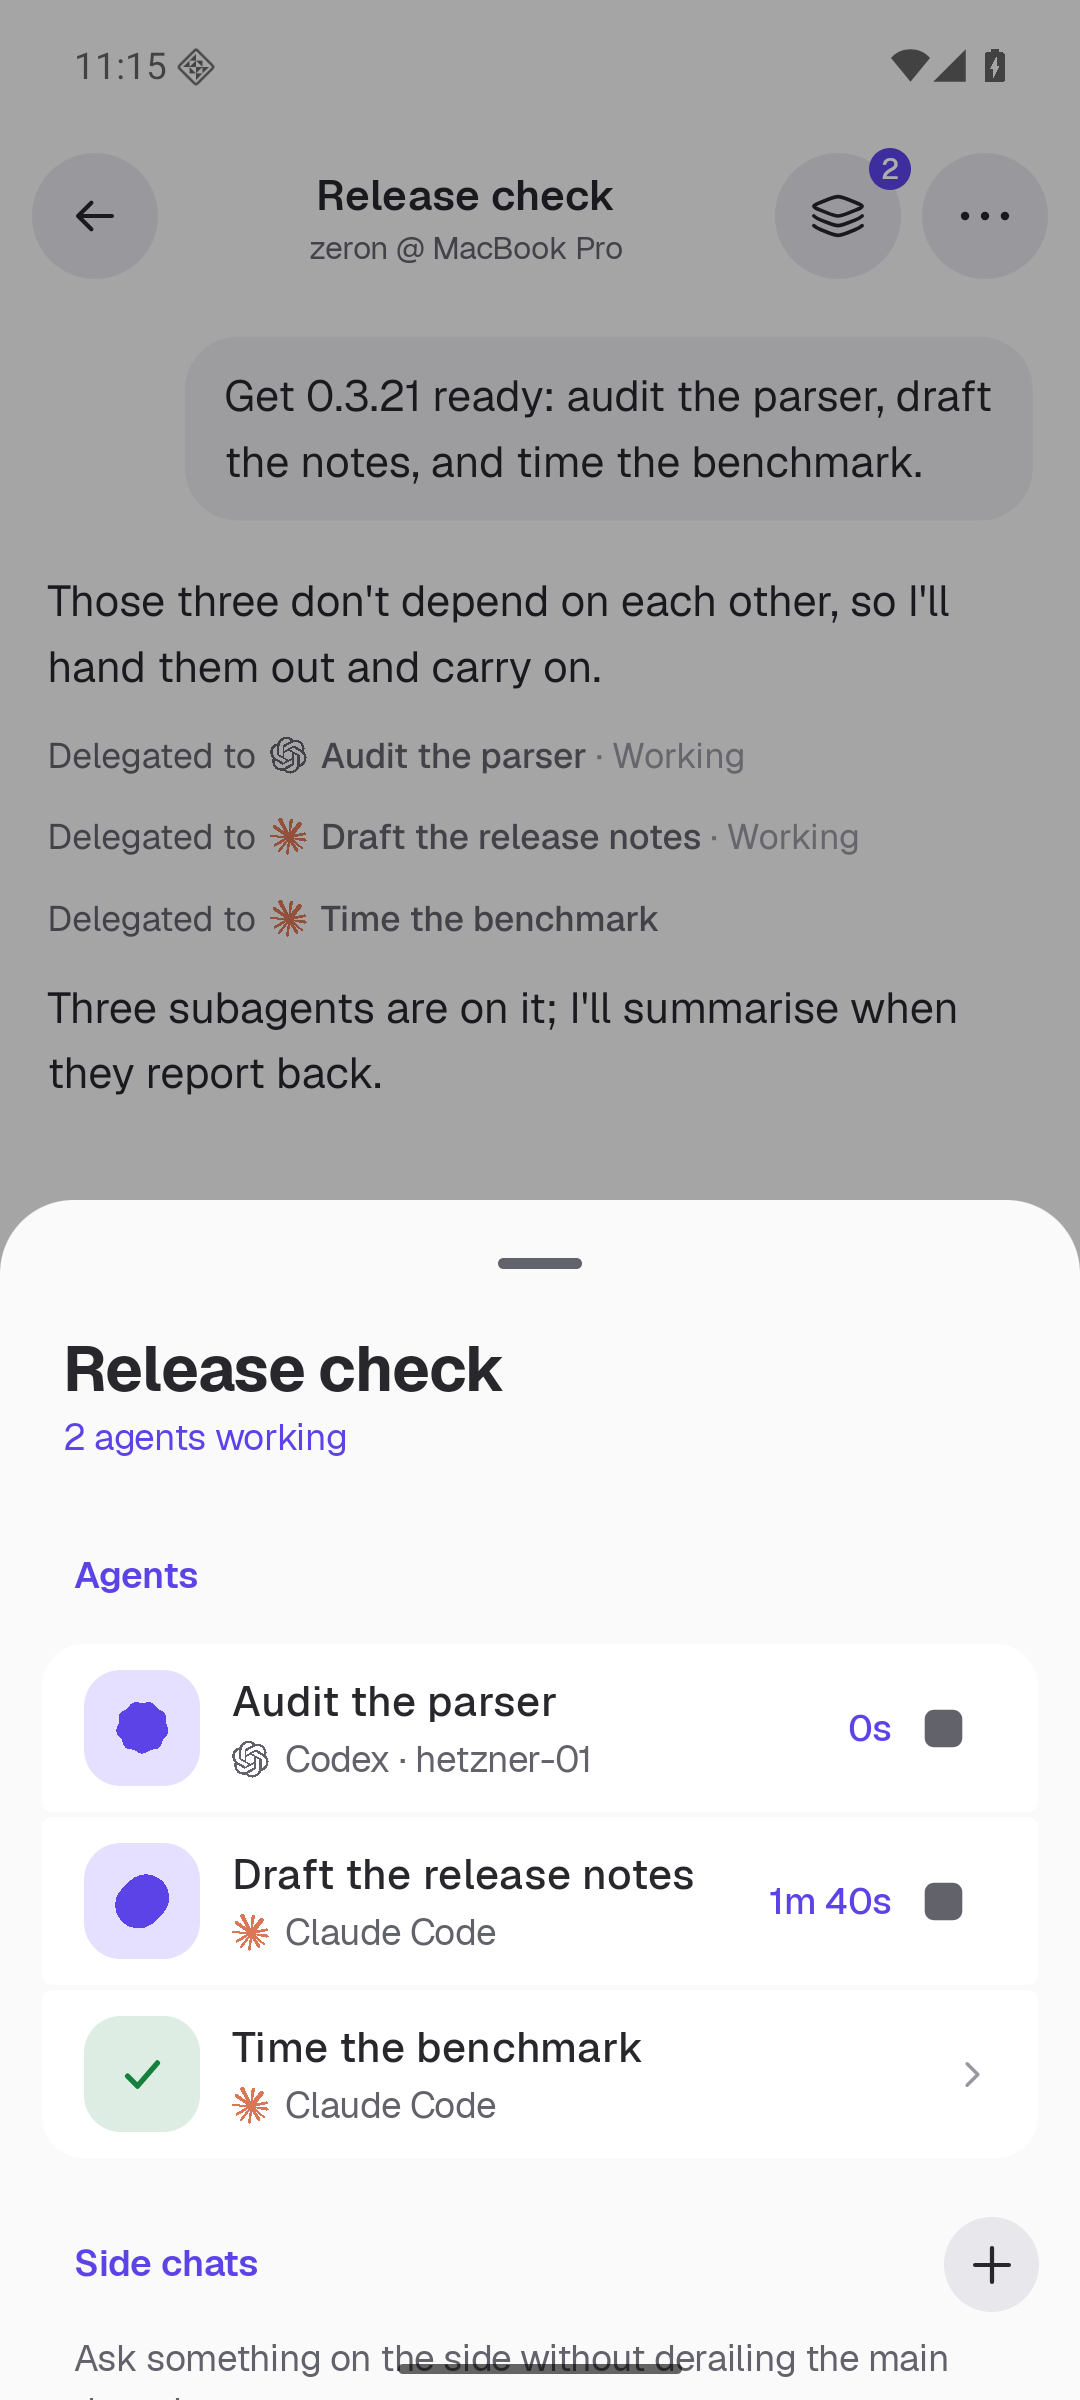 11:15
Release check
zeron @ MacBook Pro
2
Get 0.3.21 ready: audit the parser, draft
the notes, and time the benchmark.
Those three don't depend on each other, so I'll
hand them out and carry on.
Delegated to Audit the parser · Working
Delegated to Draft the release notes · Working
Delegated to Time the benchmark
Three subagents are on it; I'll summarise when
they report back.
Release check
2 agents working
Agents
Audit the parser
Codex · hetzner-01
0s
Draft the release notes
Claude Code
1m 40s
Time the benchmark
Claude Code
Side chats
Ask something on the side without derailing the main